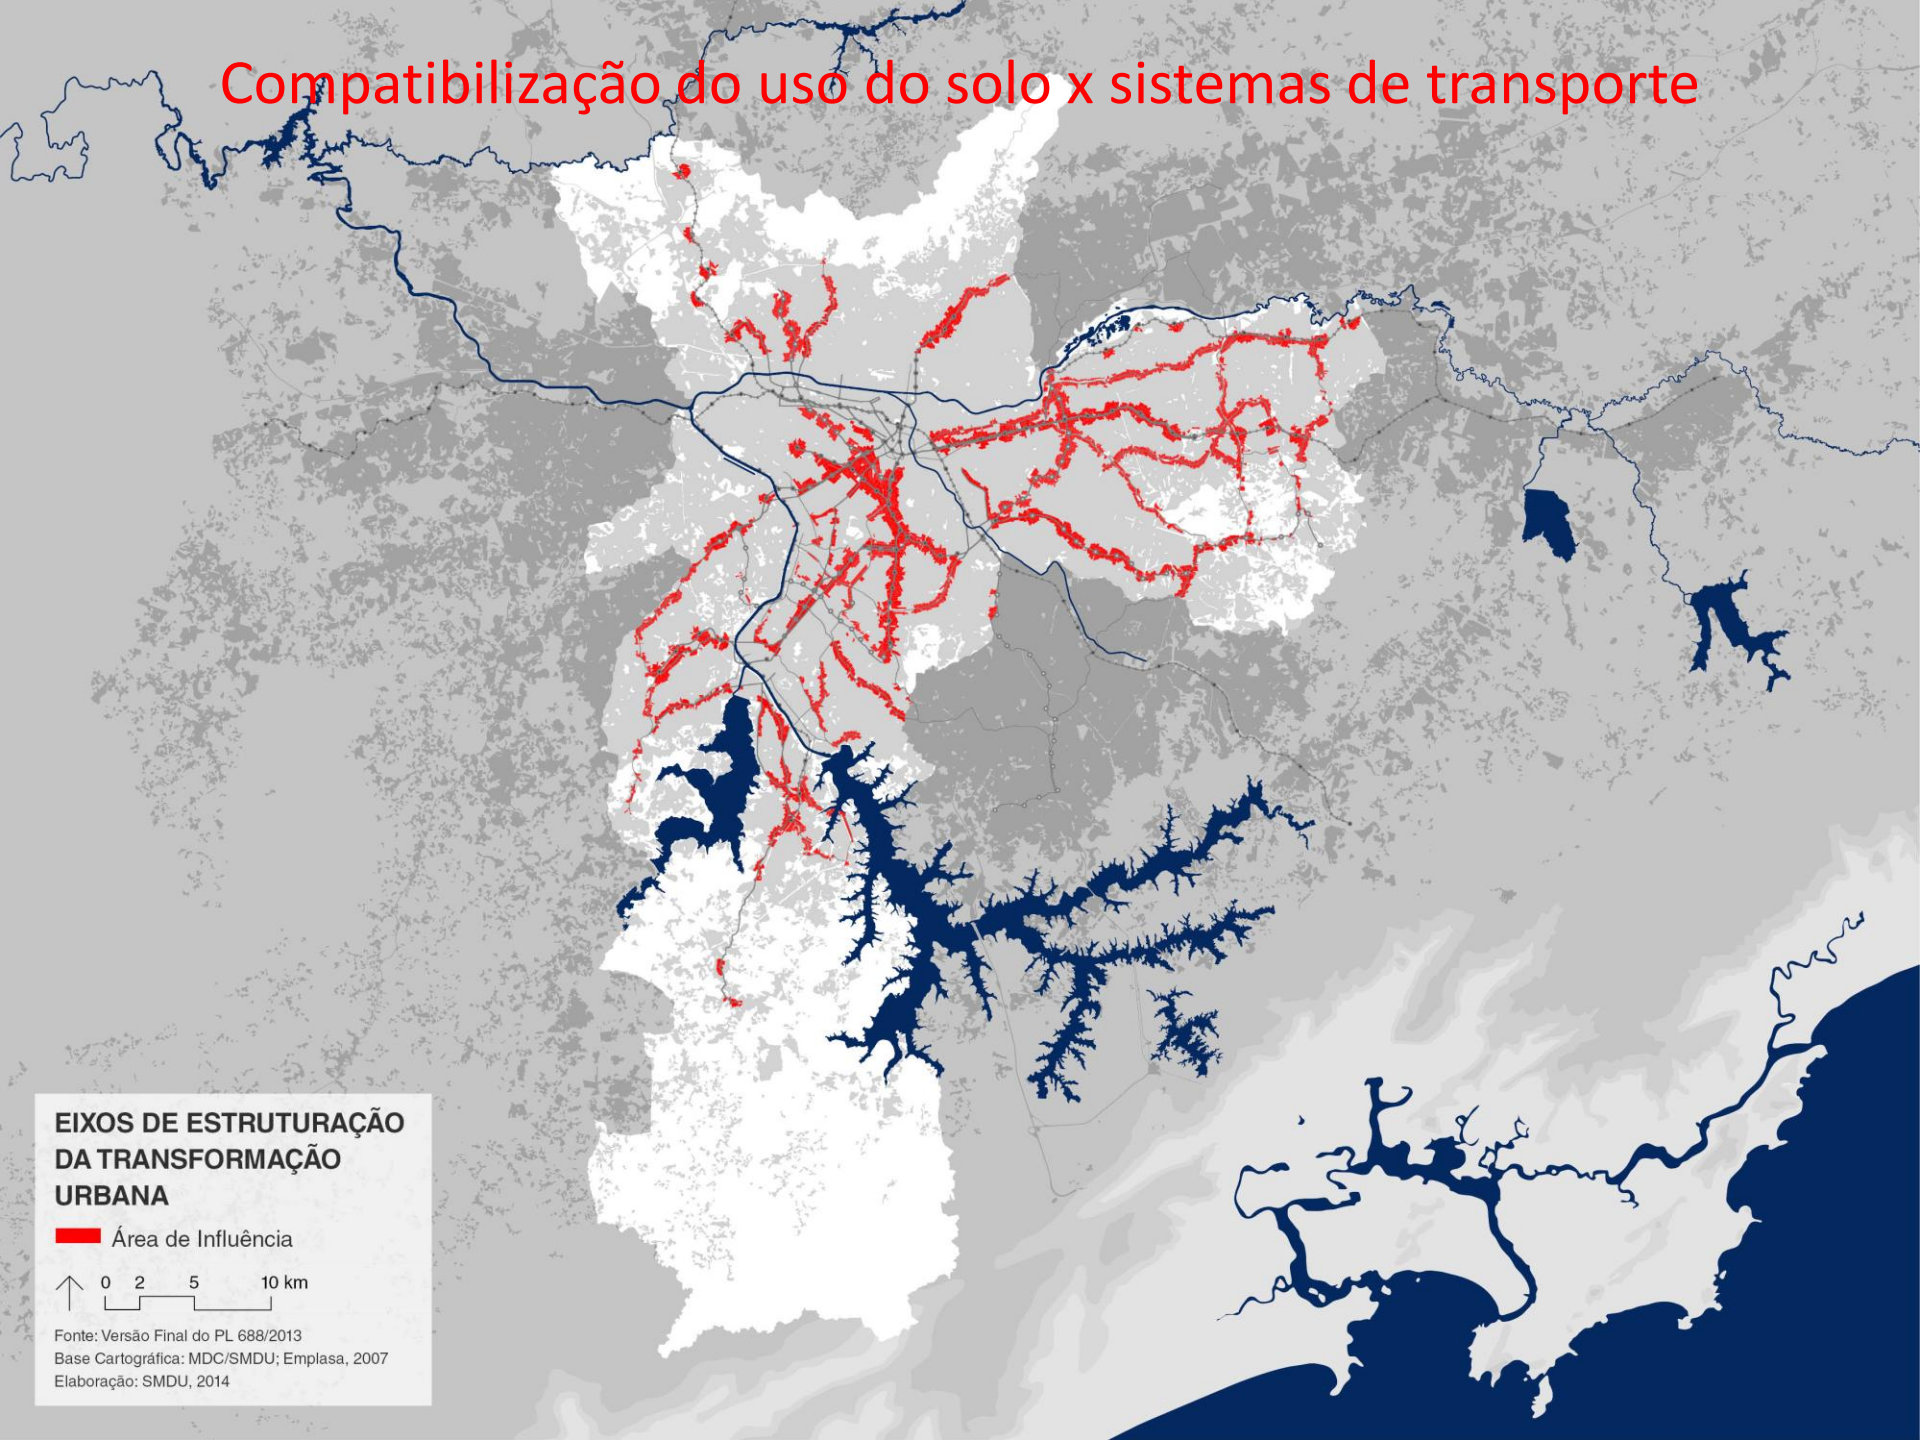 Compatibilização do uso do solo x sistemas de transporte
EIXOS DE ESTRUTURAÇÃO
DA TRANSFORMAÇÃO
URBANA
Área de Influência
0 2 5 10 km
Fonte: Versão Final do PL 688/2013
Base Cartográfica: MDC/SMDU; Emplasa, 2007
Elaboração: SMDU, 2014